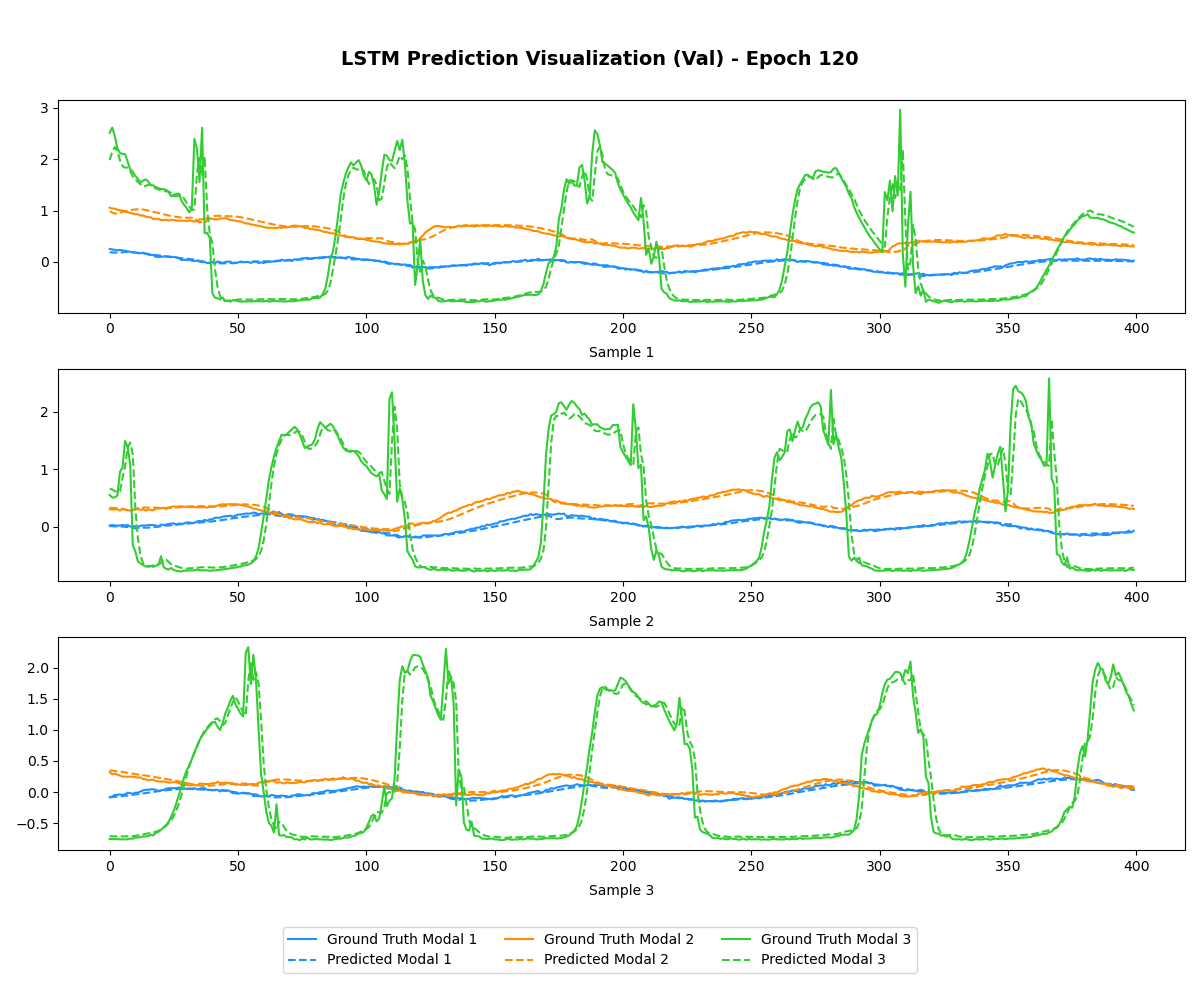 LSTM Prediction Visualization (Val) - Epoch 120
3
2
1
0
0 50 100 150 200 250 300 350 400
Sample 1
2
1
0
0 50 100 150 200 250 300 350 400
Sample 2
2.0
1.5
1.0
0.5
0.0
−0.5
0 50 100 150 200 250 300 350 400
Sample 3
Ground Truth Modal 1 Ground Truth Modal 2 Ground Truth Modal 3
Predicted Modal 1 Predicted Modal 2 Predicted Modal 3